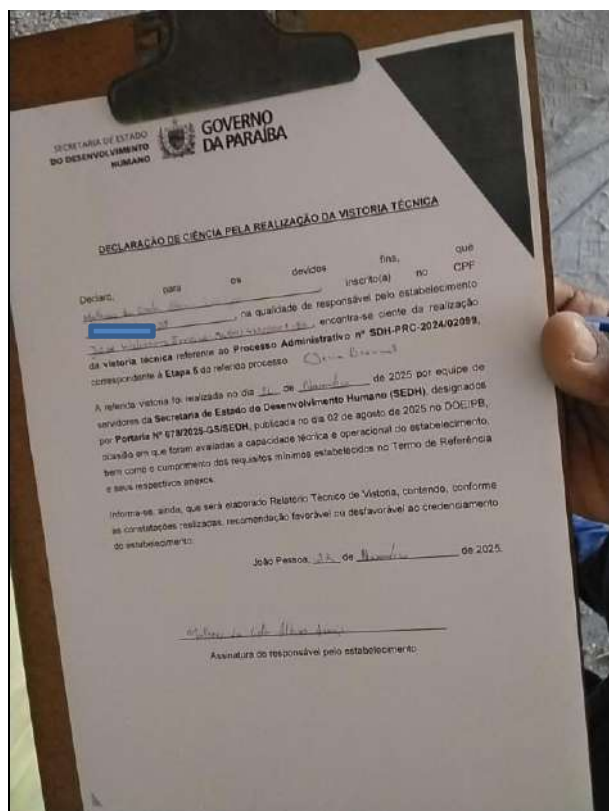 SECRETARIA DE ESTADO
DO DESENVOLVIMENTO
HUMANO
GOVERNO
DA PARAÍBA
DECLARAÇÃO DE CIÊNCIA PELA REALIZAÇÃO DA VISTORIA TÉCNICA
Declaro, para os devidos fins, que
inscrito(a) no CPF
, na qualidade de responsável pelo estabelecimento
, encontra-se ciente da realização
da vistoria técnica referente ao Processo Administrativo nº SDH-PRC-2024/02099,
correspondente à Etapa 5 do referido processo.
A referida vistoria foi realizada no dia de de 2025 por equipe de
servidores da Secretaria de Estado do Desenvolvimento Humano (SEDH), designados
por Portaria Nº 078/2025-GS/SEDH, publicada no dia 02 de agosto de 2025 no DOE/PB,
ocasião em que foram avaliadas a capacidade técnica e operacional do estabelecimento,
bem como o cumprimento dos requisitos mínimos estabelecidos no Termo de Referência
e seus respectivos anexos.
Informa-se, ainda, que será elaborado Relatório Técnico de Vistoria, contendo, conforme
as constatações realizadas, recomendação favorável ou desfavorável ao credenciamento
do estabelecimento.
João Pessoa, de de 2025.
Assinatura do responsável pelo estabelecimento